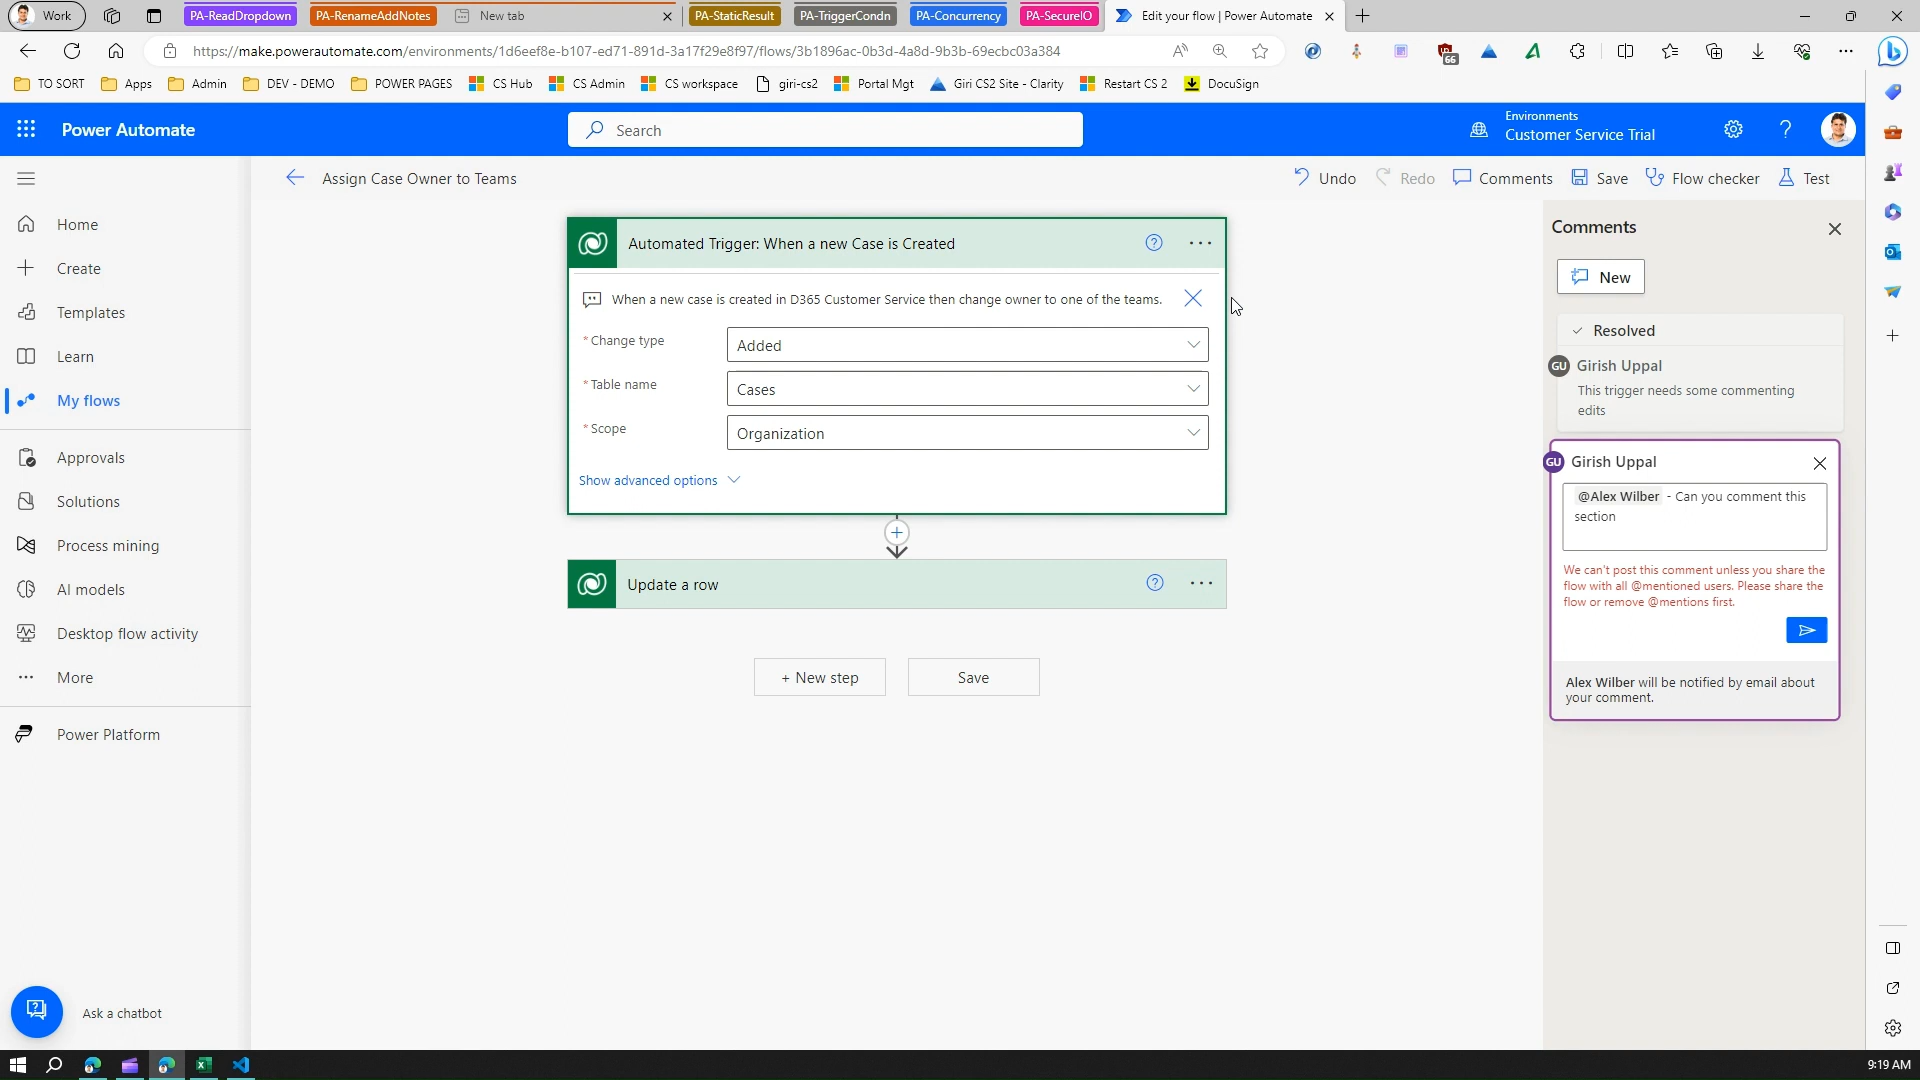 Work
PA-ReadDropdown
PA-RenameAddNotes
New tab
PA-StaticResult
PA-TriggerCondn
PA-Concurrency
PA-SecureIO
Edit your flow | Power Automate
https://make.powerautomate.com/environments/1d6eef8e-b107-ed71-891d-3a17f29e8f97/flows/3b1896ac-0b3d-4a8d-9b3b-69ecbc03a384
66
TO SORT
Apps
Admin
DEV - DEMO
POWER PAGES
CS Hub
CS Admin
CS workspace
giri-cs2
Portal Mgt
Giri CS2 Site - Clarity
Restart CS 2
DocuSign
Power Automate
Search
Environments
Customer Service Trial
Assign Case Owner to Teams
Undo
Redo
Comments
Save
Flow checker
Test
Home
Create
Templates
Learn
My flows
Approvals
Solutions
Process mining
AI models
Desktop flow activity
More
Power Platform
Ask a chatbot
Automated Trigger: When a new Case is Created
When a new case is created in D365 Customer Service then change owner to one of the teams.
* Change type
Added
* Table name
Cases
* Scope
Organization
Show advanced options
Update a row
+ New step
Save
Comments
New
Resolved
GU Girish Uppal
This trigger needs some commenting
edits
GU Girish Uppal
@Alex Wilber - Can you comment this
section
We can't post this comment unless you share the
flow with all @mentioned users. Please share the
flow or remove @mentions first.
Alex Wilber will be notified by email about
your comment.
9:19 AM